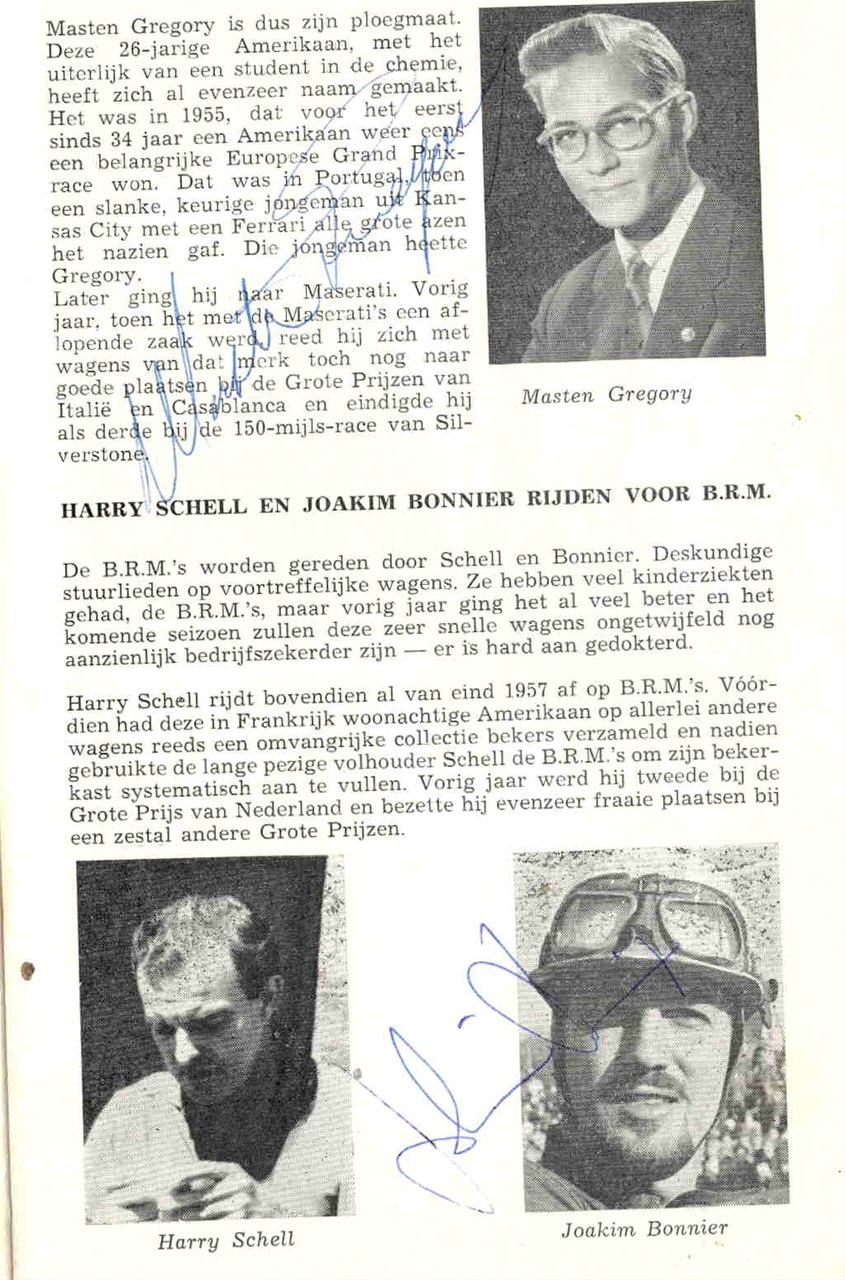 Masten Gregory is dus zijn ploegmaat.
Deze 26-jarige Amerikaan, met het
uiterlijk van een student in de chemie,
heeft zich al evenzeer naam gemaakt.
Het was in 1955, dat voor het eerst
sinds 34 jaar een Amerikaan weer eens
een belangrijke Europese Grand Prix-
race won. Dat was in Portugal, toen
een slanke, keurige jongeman uit Kan-
sas City met een Ferrari alle grote azen
het nazien gaf. Die jongeman heette
Gregory.
Later ging hij naar Maserati. Vorig
jaar, toen het met de Maserati's een af-
lopende zaak werd, reed hij zich met
wagens van dat merk toch nog naar
goede plaatsen bij de Grote Prijzen van
Italië en Casablanca en eindigde hij
als derde bij de 150-mijls-race van Sil-
verstone.
Masten Gregory
Masten Gregory
HARRY SCHELL EN JOAKIM BONNIER RIJDEN VOOR B.R.M.
De B.R.M.'s worden gereden door Schell en Bonnier. Deskundige
stuurlieden op voortreffelijke wagens. Ze hebben veel kinderziekten
gehad, de B.R.M.'s, maar vorig jaar ging het al veel beter en het
komende seizoen zullen deze zeer snelle wagens ongetwijfeld nog
aanzienlijk bedrijfszekerder zijn — er is hard aan gedokterd.
Harry Schell rijdt bovendien al van eind 1957 af op B.R.M.'s. Vóór-
dien had deze in Frankrijk woonachtige Amerikaan op allerlei andere
wagens reeds een omvangrijke collectie bekers verzameld en nadien
gebruikte de lange pezige volhouder Schell de B.R.M.'s om zijn beker-
kast systematisch aan te vullen. Vorig jaar werd hij tweede bij de
Grote Prijs van Nederland en bezette hij evenzeer fraaie plaatsen bij
een zestal andere Grote Prijzen.
Harry Schell
Joakim Bonnier